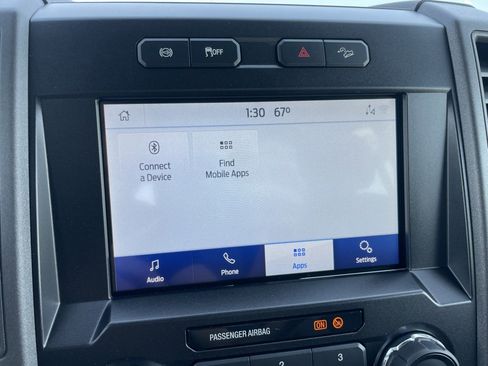 OFF
1:30 67°
Connect
a Device
Find
Mobile Apps
Audio
Phone
Apps
Settings
PASSENGER AIRBAG ON
2 3